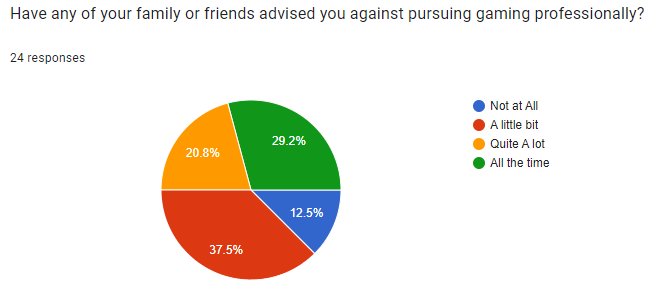 Have any of your family or friends advised you against pursuing gaming professionally?
24 responses
Not at All
A little bit
Quite A lot
All the time
29.2%
20.8%
12.5%
37.5%